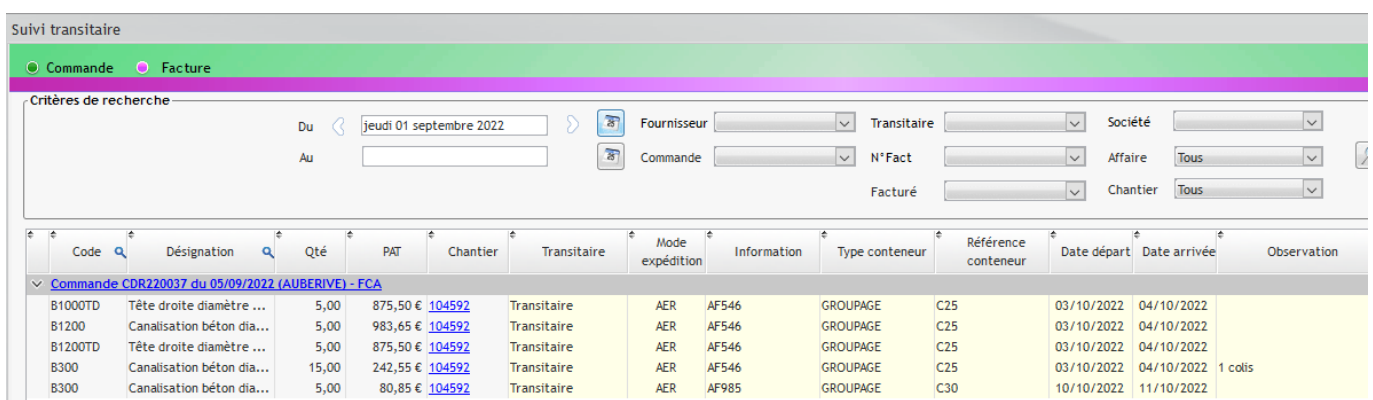 Suivi transitaire
Commande Facture
Critères de recherche
Du jeudi 01 septembre 2022 Fournisseur Transitaire Société
Au Commande N°Fact Affaire Tous
Facturé Chantier Tous
Code Désignation Qté PAT Chantier Transitaire Mode expédition Information Type conteneur Référence conteneur Date départ Date arrivée Observation
Commande CDR220037 du 05/09/2022 (AUBERIVE) - FCA
B1000TD Tête droite diamètre ... 5,00 875,50 € 104592 Transitaire AER AF546 GROUPAGE C25 03/10/2022 04/10/2022
B1200 Canalisation béton dia... 5,00 983,65 € 104592 Transitaire AER AF546 GROUPAGE C25 03/10/2022 04/10/2022
B1200TD Tête droite diamètre ... 5,00 875,50 € 104592 Transitaire AER AF546 GROUPAGE C25 03/10/2022 04/10/2022
B300 Canalisation béton dia... 15,00 242,55 € 104592 Transitaire AER AF546 GROUPAGE C25 03/10/2022 04/10/2022 1 colis
B300 Canalisation béton dia... 5,00 80,85 € 104592 Transitaire AER AF985 GROUPAGE C30 10/10/2022 11/10/2022